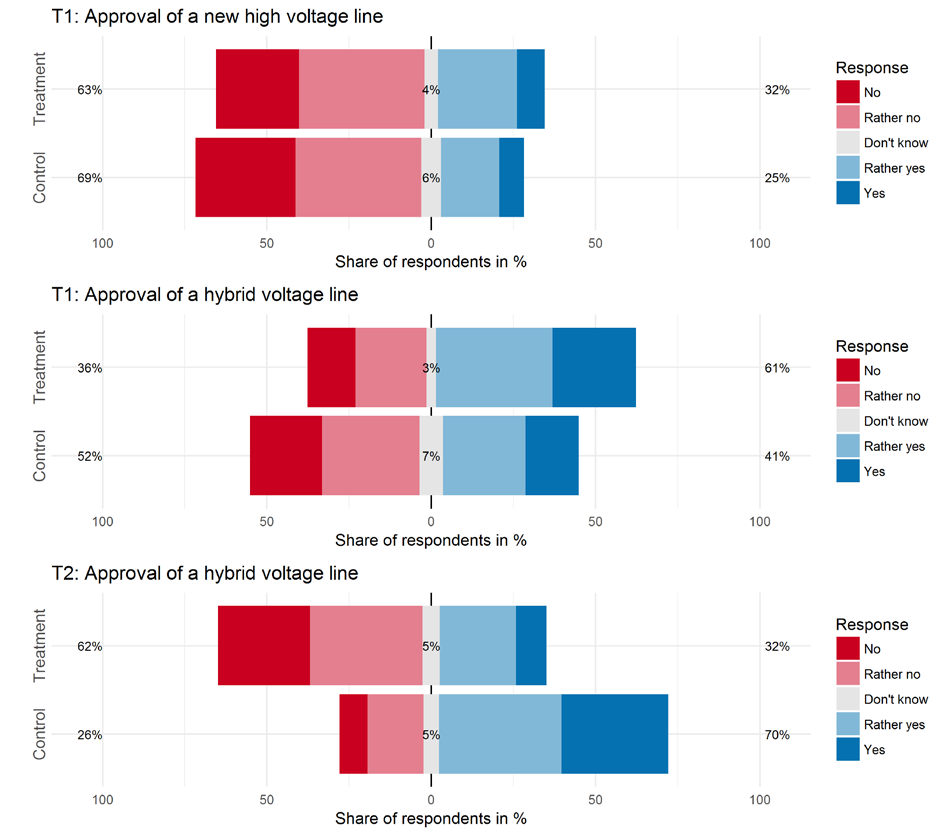 T1: Approval of a new high voltage line
Treatment
63%
4%
32%
Control
69%
6%
25%
100
50
0
50
100
Share of respondents in %
Response
No
Rather no
Don't know
Rather yes
Yes
T1: Approval of a hybrid voltage line
Treatment
36%
3%
61%
Control
52%
7%
41%
100
50
0
50
100
Share of respondents in %
Response
No
Rather no
Don't know
Rather yes
Yes
T2: Approval of a hybrid voltage line
Treatment
62%
5%
32%
Control
26%
5%
70%
100
50
0
50
100
Share of respondents in %
Response
No
Rather no
Don't know
Rather yes
Yes